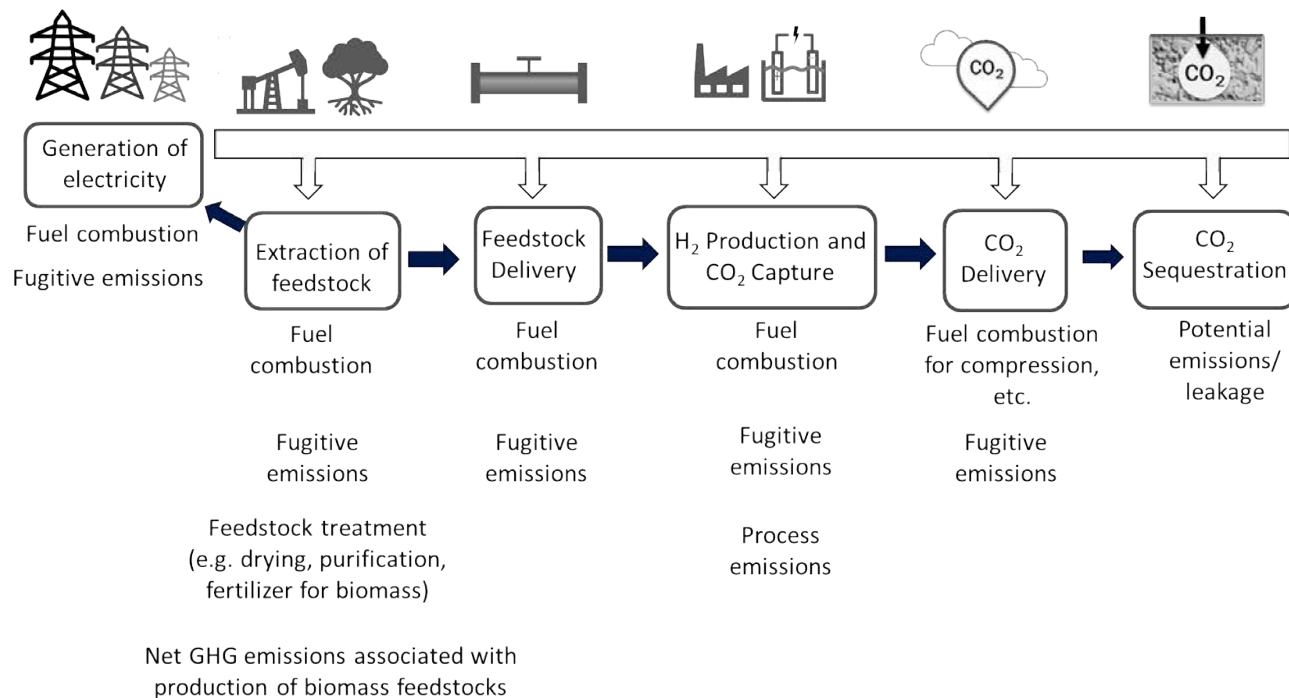 CO₂
CO₂
Generation of
electricity
Fuel combustion
Fugitive emissions
Extraction of
feedstock
Fuel
combustion
Fugitive
emissions
Feedstock treatment
(e.g. drying, purification,
fertilizer for biomass)
Net GHG emissions associated with
production of biomass feedstocks
Feedstock
Delivery
Fuel
combustion
Fugitive
emissions
H₂ Production and
CO₂ Capture
Fuel
combustion
Fugitive
emissions
Process
emissions
CO₂
Delivery
Fuel combustion
for compression,
etc.
Fugitive
emissions
CO₂
Sequestration
Potential
emissions/
leakage